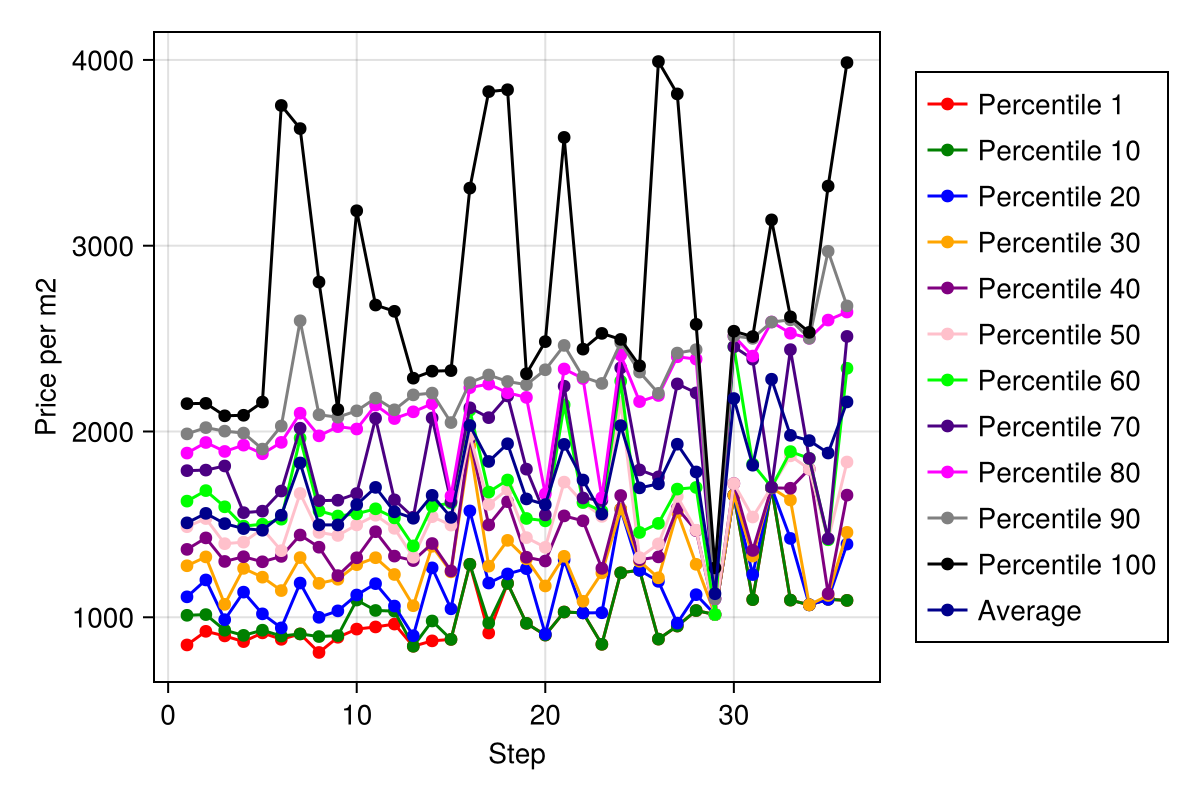 4000
3000
2000
1000
Price per m2
0
10
20
30
Step
Percentile 1
Percentile 10
Percentile 20
Percentile 30
Percentile 40
Percentile 50
Percentile 60
Percentile 70
Percentile 80
Percentile 90
Percentile 100
Average